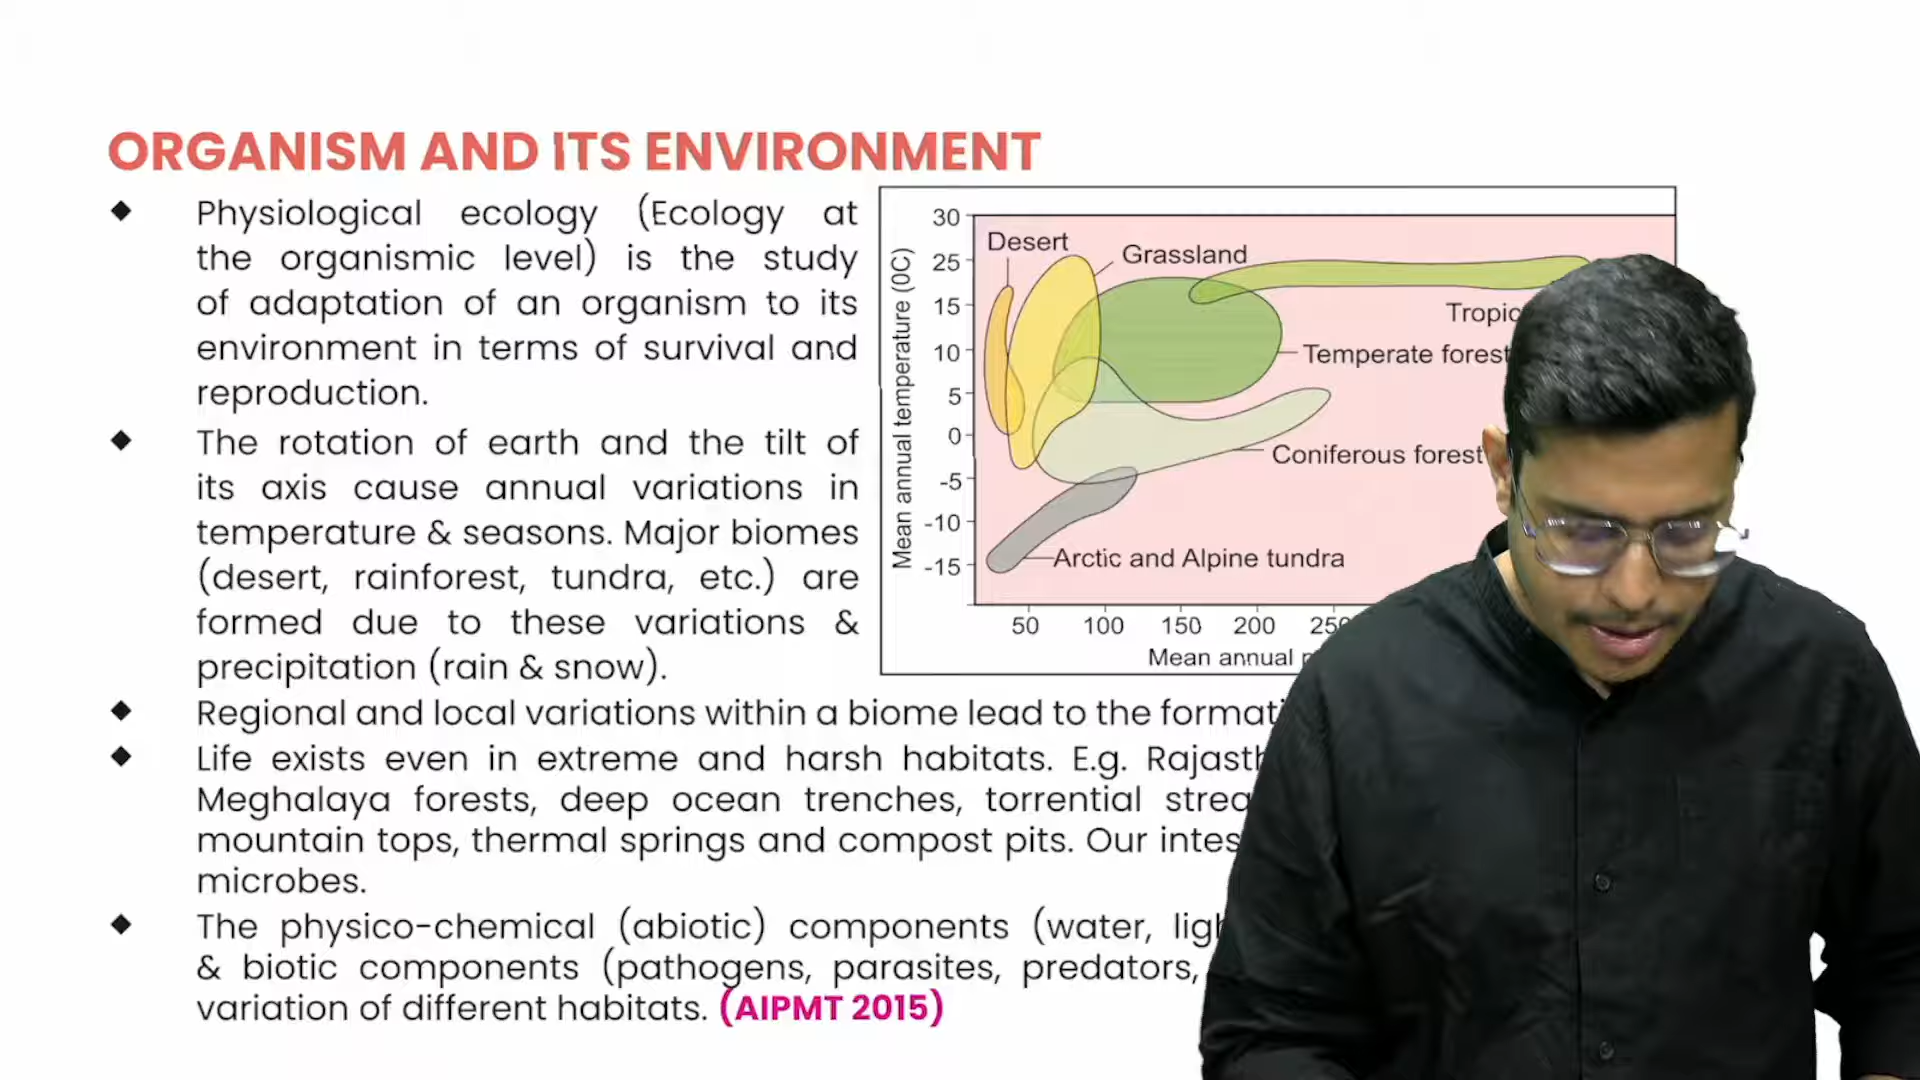 ORGANISM AND ITS ENVIRONMENT
◆ Physiological ecology (Ecology at
the organismic level) is the study
of adaptation of an organism to its
environment in terms of survival and
reproduction.
◆ The rotation of earth and the tilt of
its axis cause annual variations in
temperature & seasons. Major biomes
(desert, rainforest, tundra, etc.) are
formed due to these variations &
precipitation (rain & snow).
Mean annual temperature (0C)
30
25
15
10
5
0
-5
-10
-15
Desert
Grassland
Temperate forest
Coniferous forest
Arctic and Alpine tundra
50 100 150 200
Mean annual
◆ Regional and local variations within a biome lead to the
◆ Life exists even in extreme and harsh habitats. E.g.
Meghalaya forests, deep ocean trenches, torrential
mountain tops, thermal springs and compost pits. Our
microbes.
◆ The physico-chemical (abiotic) components (water,
& biotic components (pathogens, parasites, predators,
variation of different habitats. (AIPMT 2015)